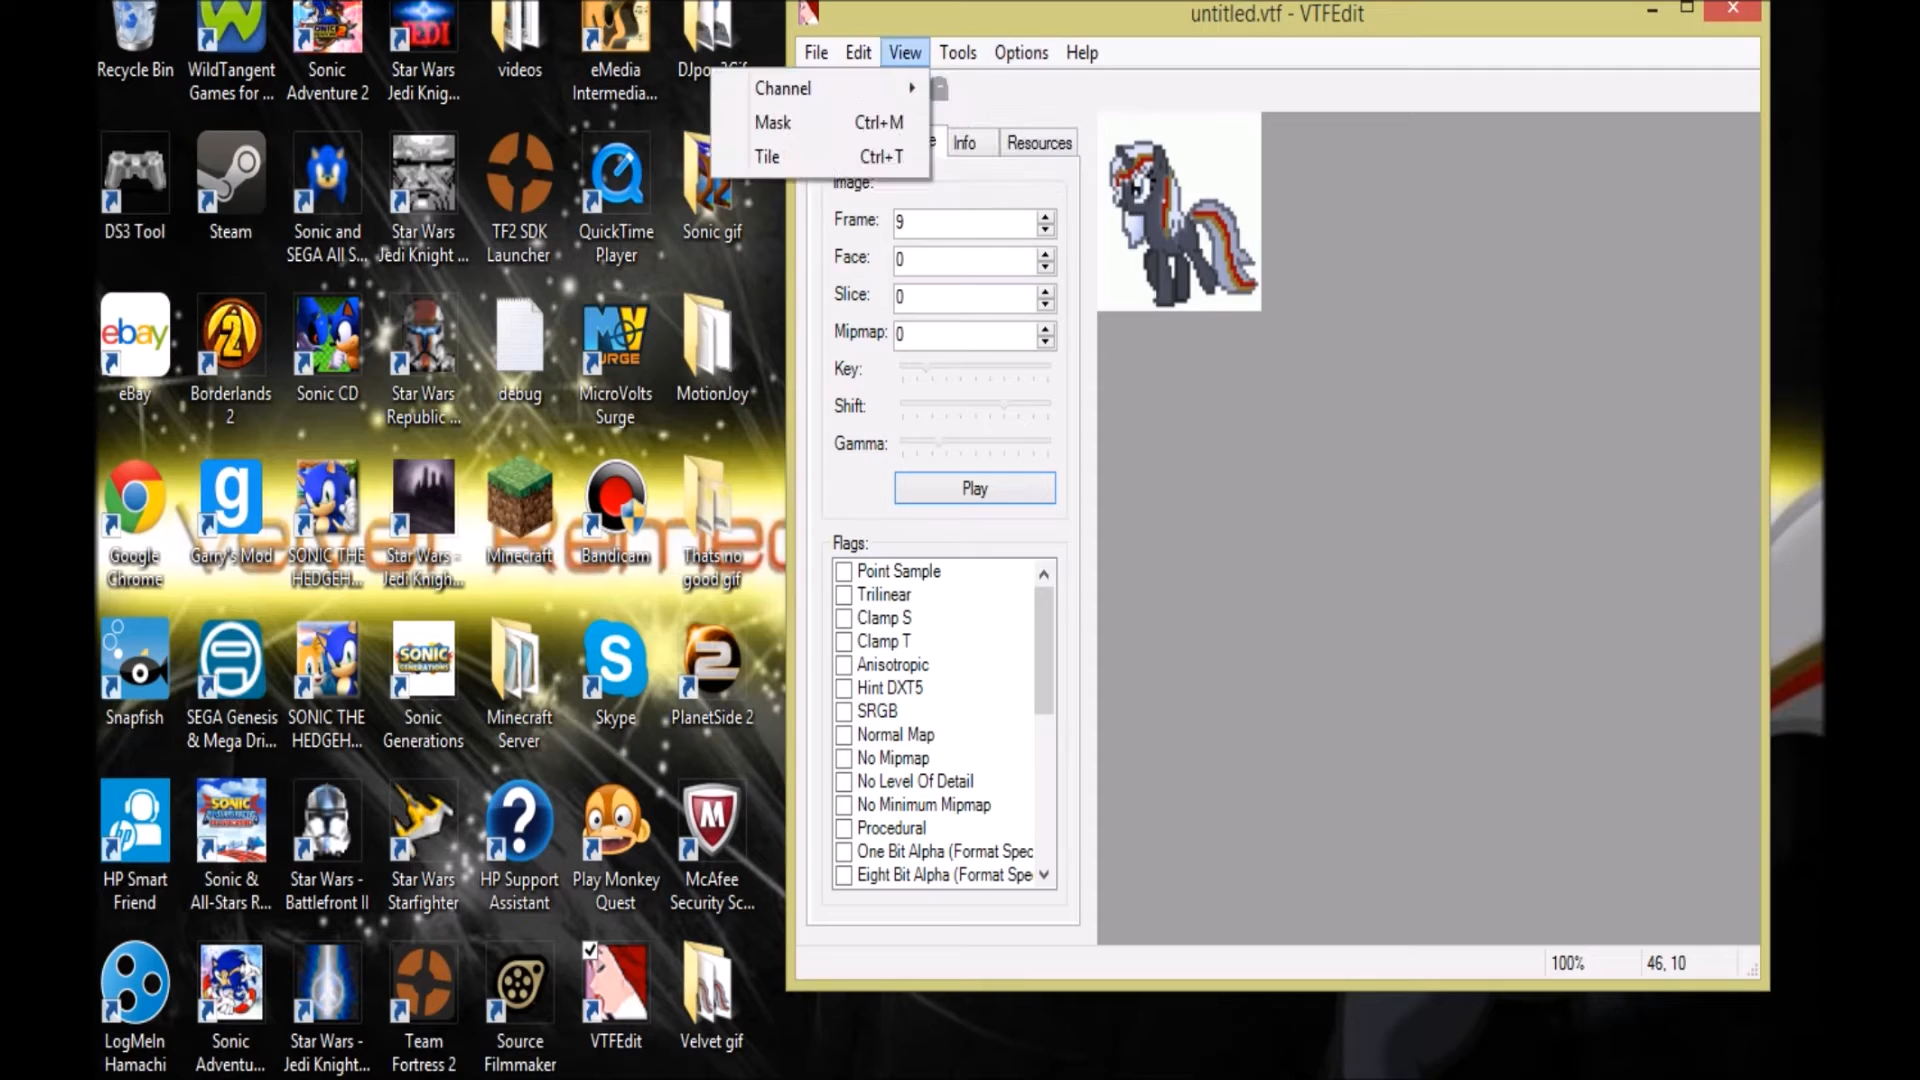 untitled.vtf - VTFEdit
File Edit View Tools Options Help
Channel
Mask Ctrl+M
Tile Ctrl+T
Info
Resources
Image:
Frame: 9
Face: 0
Slice: 0
Mipmap: 0
Key:
Shift:
Gamma:
Play
Flags:
Point Sample
Trilinear
Clamp S
Clamp T
Anisotropic
Hint DXT5
SRGB
Normal Map
No Mipmap
No Level Of Detail
No Minimum Mipmap
Procedural
One Bit Alpha (Format Spec
Eight Bit Alpha (Format Spe
100%
46, 10
Recycle Bin
WildTangent
Games for ...
Sonic
Adventure 2
Star Wars
Jedi Knig...
videos
eMedia
Intermedia...
DS3 Tool
Steam
Sonic and
SEGA All S...
Star Wars
Jedi Knight ...
TF2 SDK
Launcher
QuickTime
Player
Sonic gif
eBay
Borderlands
2
Sonic CD
Star Wars
Republic ...
debug
MicroVolts
Surge
MotionJoy
Google
Chrome
Garry's Mod
SONIC THE
HEDGEH...
Star Wars -
Jedi Knigh...
Minecraft
Bandicam
Thats no
good gif
Snapfish
SEGA Genesis
& Mega Dri...
SONIC THE
HEDGEH...
Sonic
Generations
Minecraft
Server
Skype
PlanetSide 2
HP Smart
Friend
Sonic &
All-Stars R...
Star Wars -
Battlefront II
Star Wars
Starfighter
HP Support
Assistant
Play Monkey
Quest
McAfee
Security Sc...
LogMeIn
Hamachi
Sonic
Adventu...
Star Wars -
Jedi Knight...
Team
Fortress 2
Source
Filmmaker
VTFEdit
Velvet gif